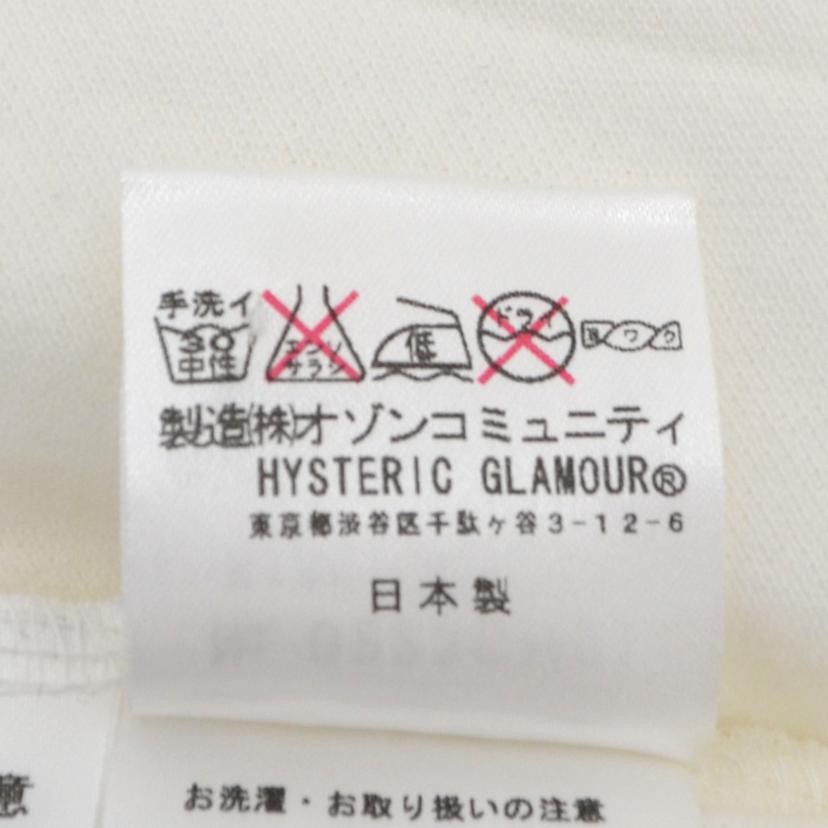 手洗イ
30 エンソ 低 ドライ ヨワク
中性 サラシ
製造(株)オゾンコミュニティ
HYSTERIC GLAMOUR®
東京都渋谷区千駄ヶ谷3-12-6
日本製
意
お洗濯・お取り扱いの注意